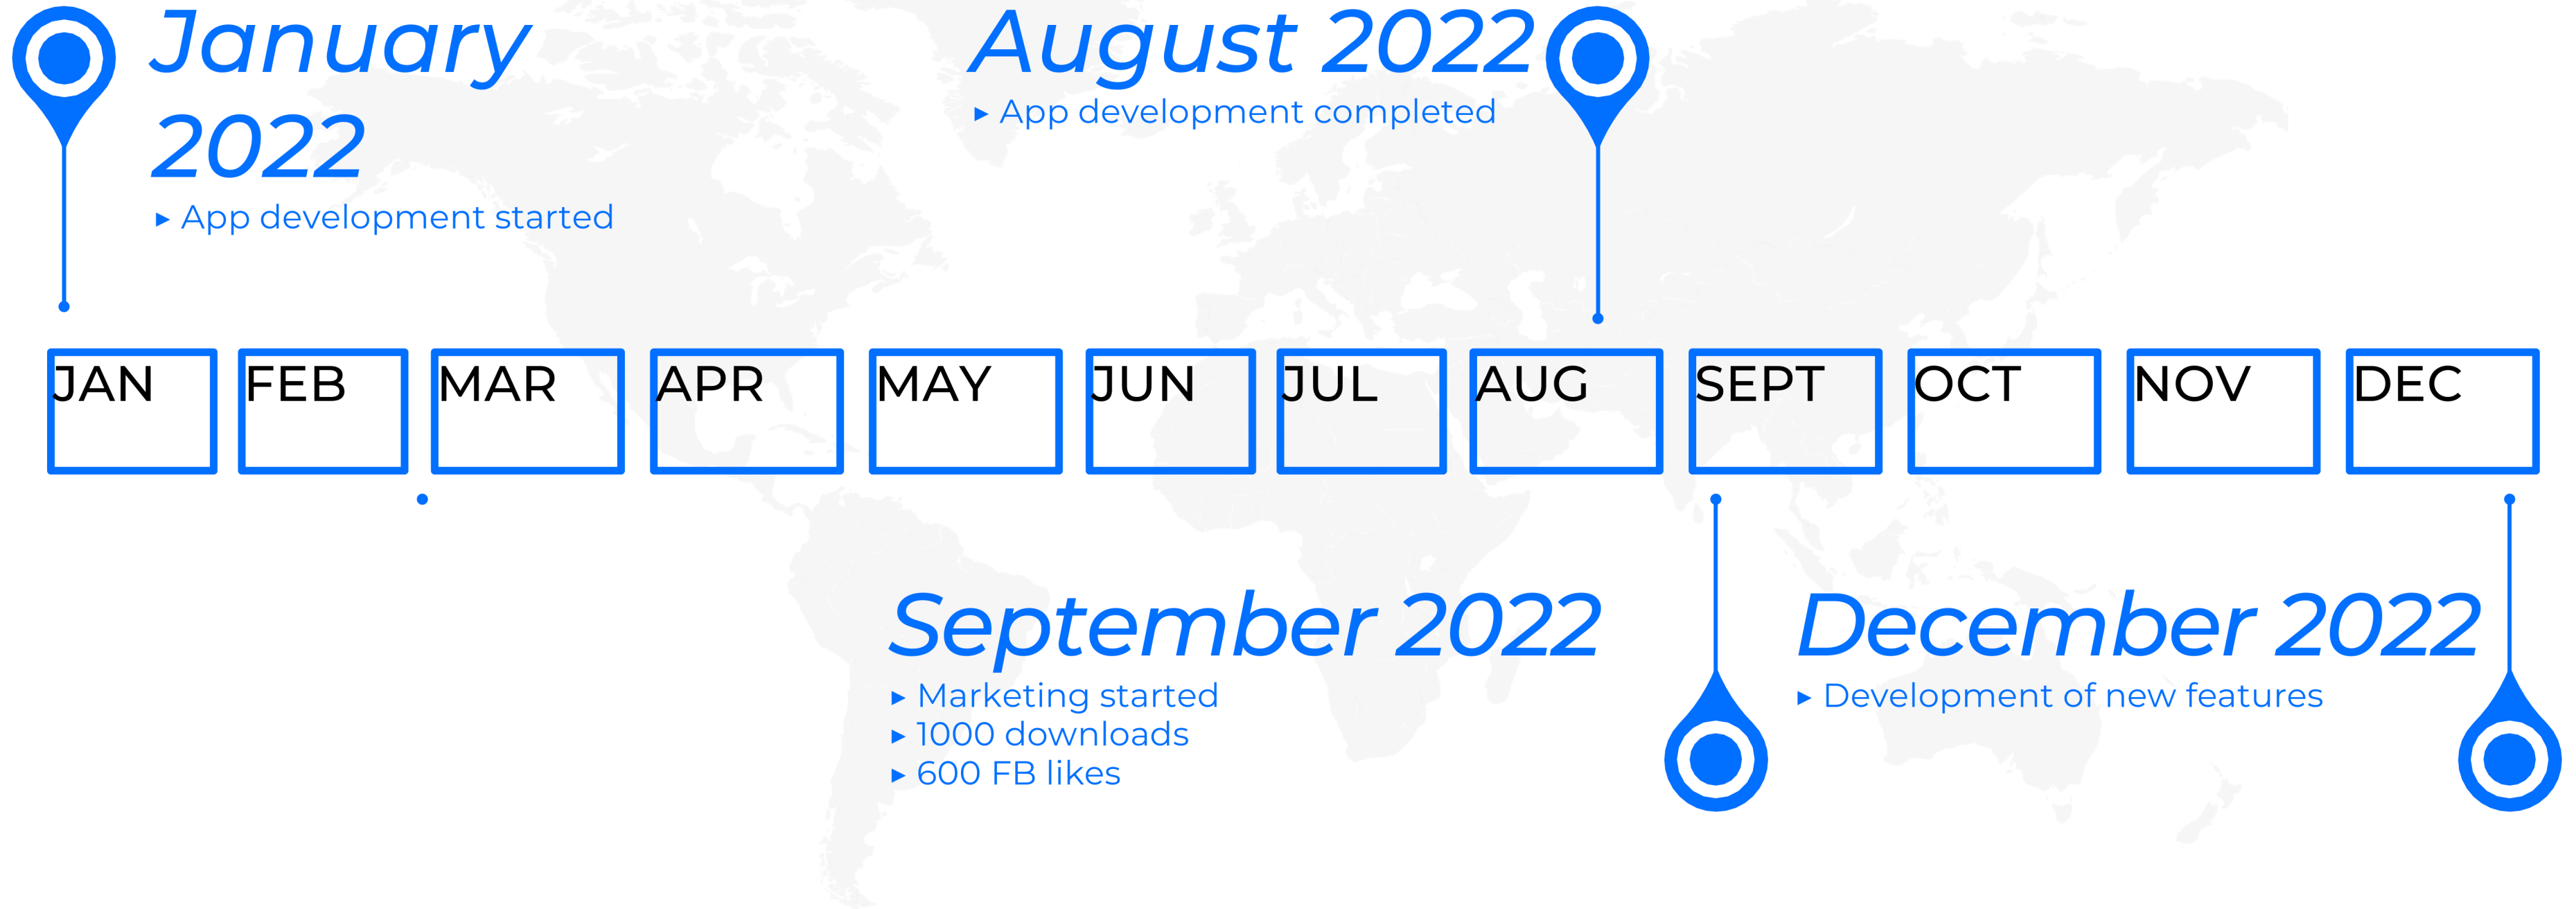 January
2022
▸ App development started
August 2022
▸ App development completed
JAN
FEB
MAR
APR
MAY
JUN
JUL
AUG
SEPT
OCT
NOV
DEC
September 2022
▸ Marketing started
▸ 1000 downloads
▸ 600 FB likes
December 2022
▸ Development of new features